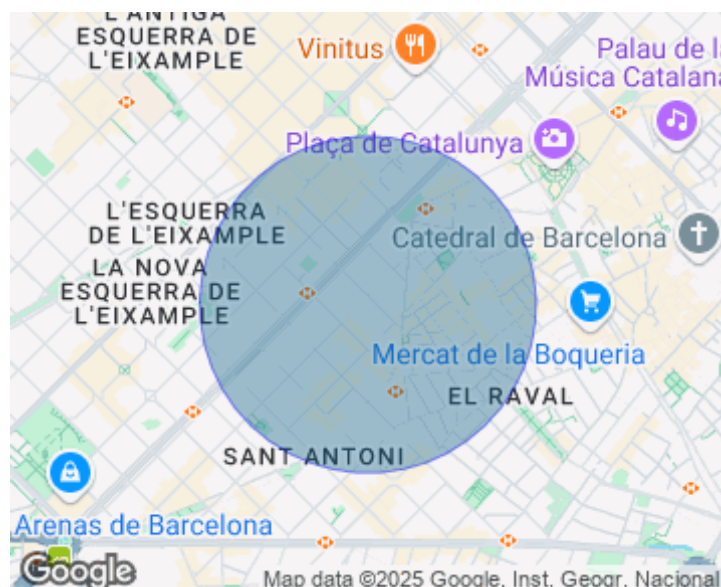 L'ANTIGA
ESQUERRA DE
L'EIXAMPLE
Vinitus
Palau de la
Música Catalana
Plaça de Catalunya
L'ESQUERRA
DE L'EIXAMPLE
Catedral de Barcelona
LA NOVA
ESQUERRA DE
L'EIXAMPLE
Mercat de la Boqueria
EL RAVAL
SANT ANTONI
Arenas de Barcelona
Google
Map data ©2025 Google, Inst. Geogr. Nacional